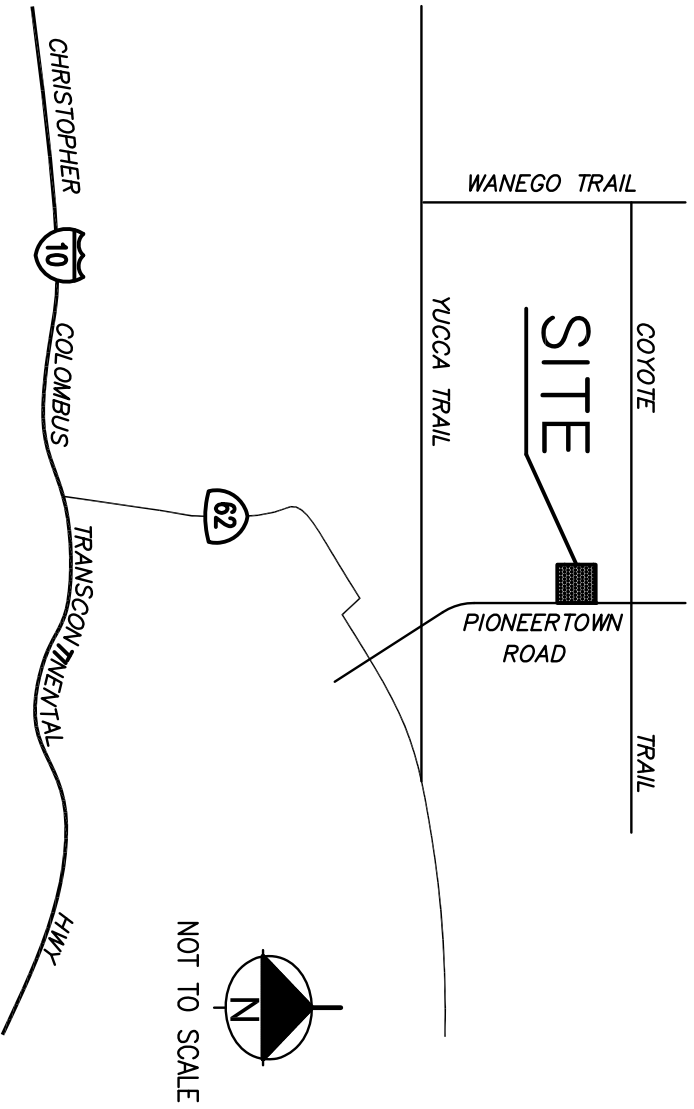 WANEGO TRAIL
COYOTE
TRAIL
SITE
YUCCA TRAIL
PIONEERTOWN
ROAD
62
CHRISTOPHER
10
COLOMBUS
TRANSCONTINENTAL
HWY
N
NOT TO SCALE